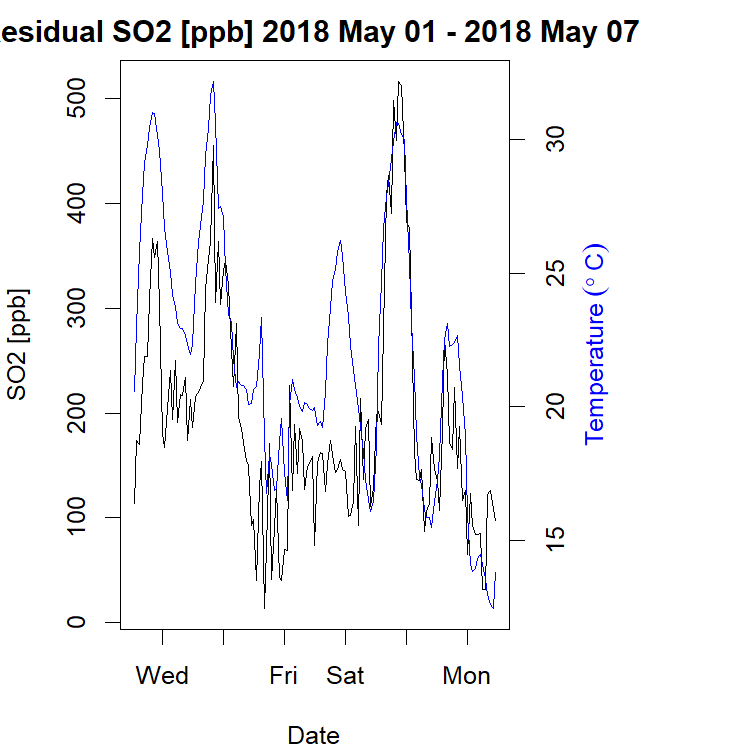 esidual SO2 [ppb] 2018 May 01 - 2018 May 07
SO2 [ppb]
0
100
200
300
400
500
15
20
25
30
Temperature (° C)
Wed Fri Sat Mon
Date